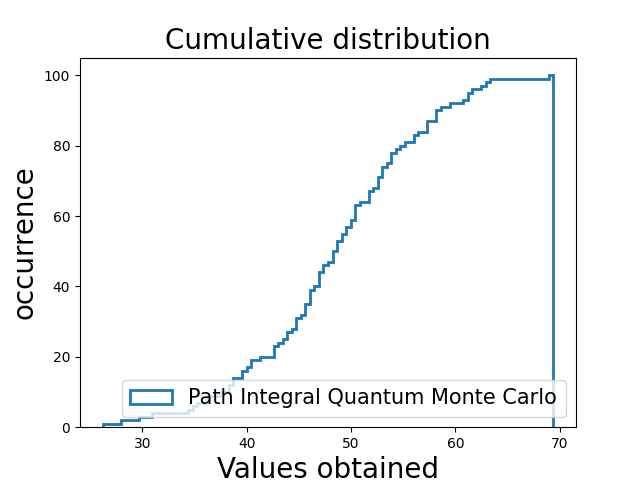 Cumulative distribution
occurrence
100
80
60
40
20
0
Path Integral Quantum Monte Carlo
30 40 50 60 70
Values obtained